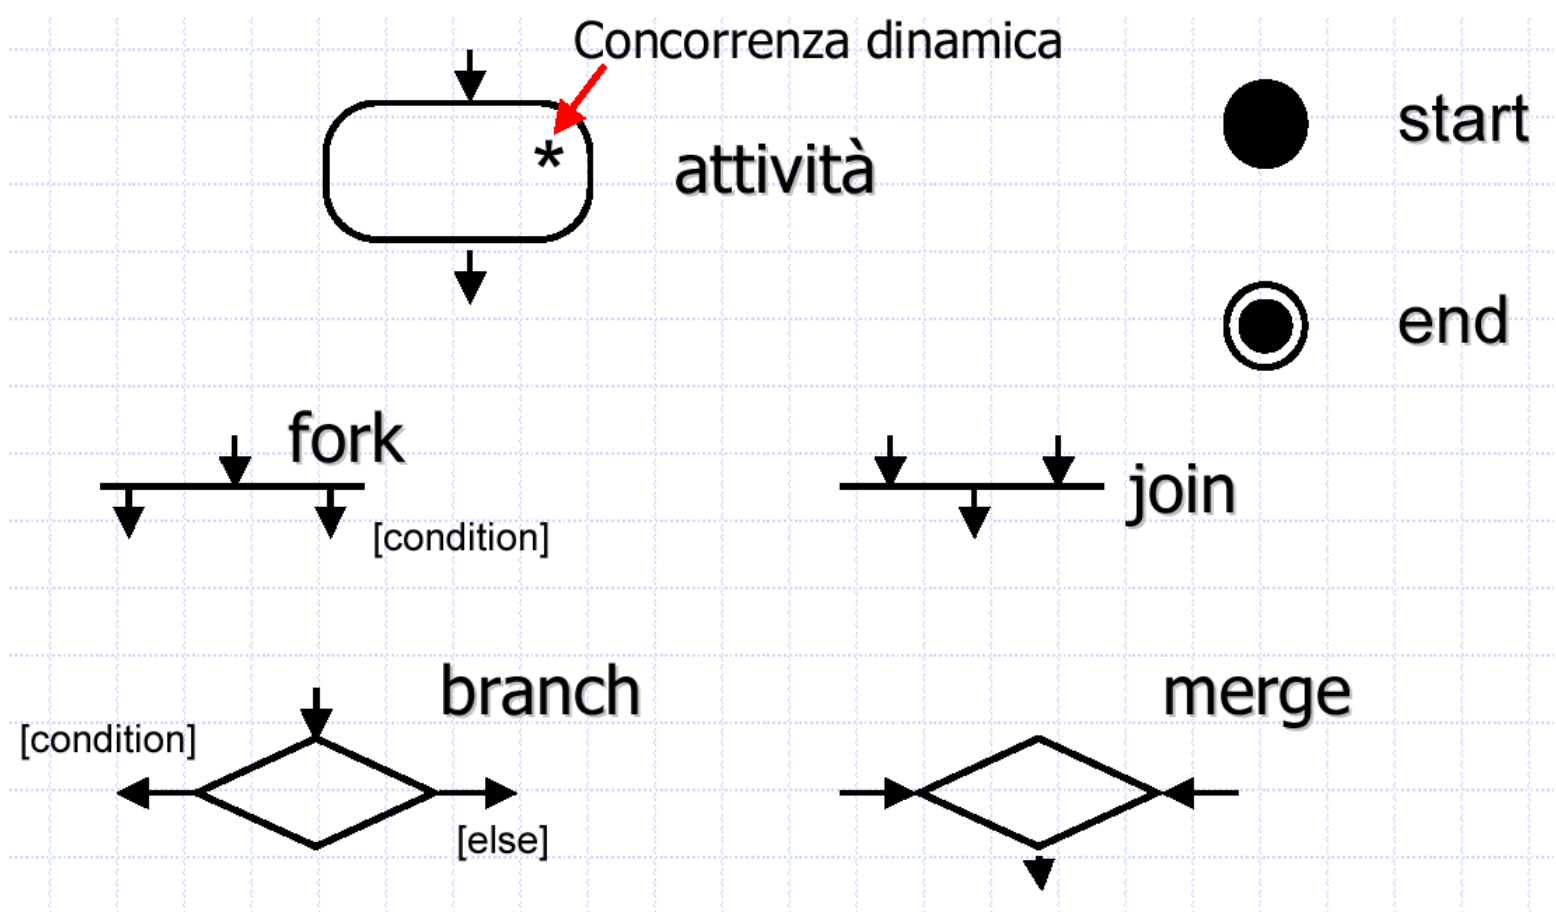 Concorrenza dinamica
*
attività
start
end
fork
[condition]
join
branch
[condition]
[else]
merge